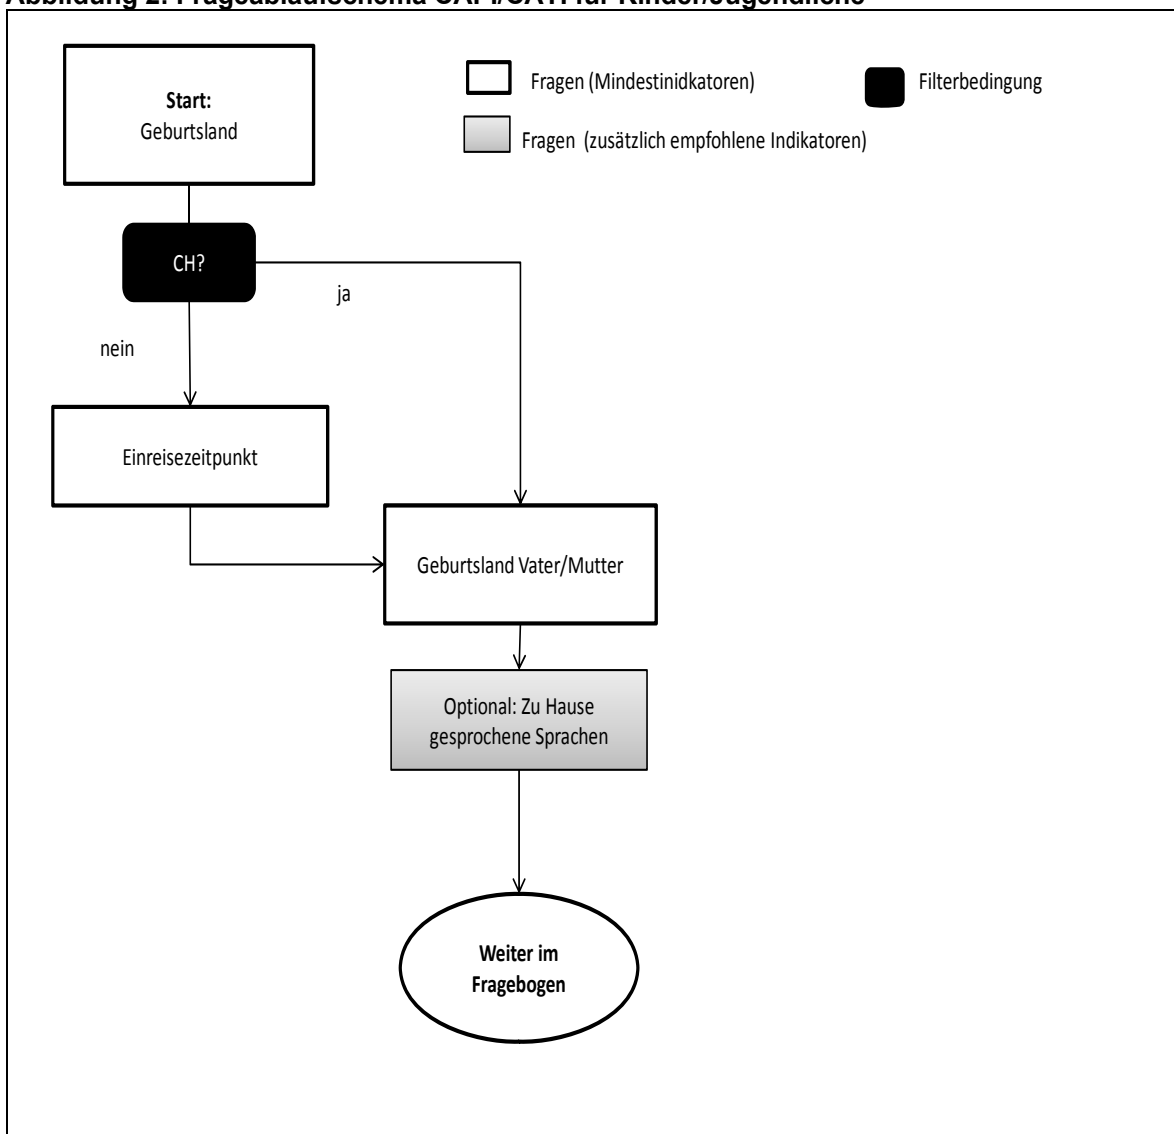 Abbildung 2: Frageablaufschema CAPI/CATI für Kinder/Jugendliche
Start:
Geburtsland
Fragen (Mindestinidkatoren)
Filterbedingung
Fragen (zusätzlich empfohlene Indikatoren)
CH?
ja
nein
Einreisezeitpunkt
Geburtsland Vater/Mutter
Optional: Zu Hause
gesprochene Sprachen
Weiter im
Fragebogen